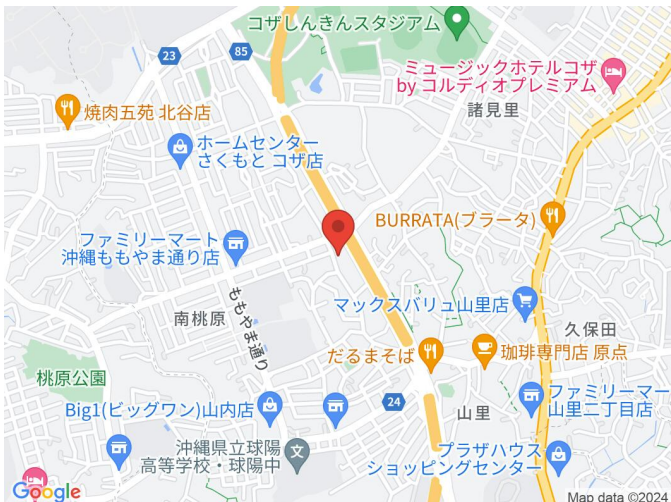 コザしんきんスタジアム
23
85
ミュージックホテルコザ
by コルディオプレミアム
焼肉五苑 北谷店
諸見里
ホームセンター
さくもと コザ店
BURRATA(ブラータ)
ファミリーマート
沖縄ももやま通り店
マックスバリュ山里店
南桃原
ももやま通り
久保田
だるまそば
珈琲専門店 原点
桃原公園
Big1(ビッグワン)山内店
24
山里
ファミリーマー
山里二丁目店
沖縄県立球陽
高等学校・球陽中
プラザハウス
ショッピングセンター
Google
Map data ©2024